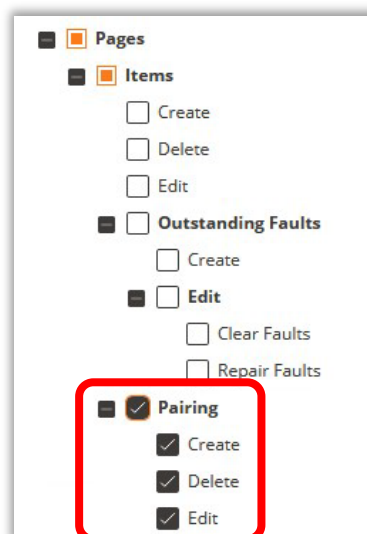 Pages
Items
Create
Delete
Edit
Outstanding Faults
Create
Edit
Clear Faults
Repair Faults
Pairing
Create
Delete
Edit